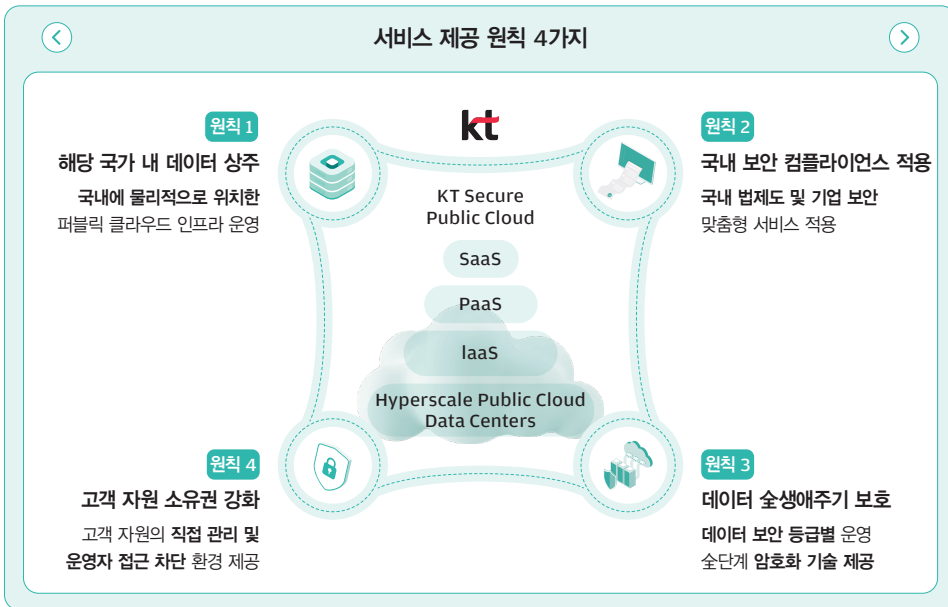 서비스 제공 원칙 4가지
원칙 1
해당 국가 내 데이터 상주
국내에 물리적으로 위치한
퍼블릭 클라우드 인프라 운영
kt
KT Secure
Public Cloud
SaaS
PaaS
IaaS
Hyperscale Public Cloud
Data Centers
원칙 2
국내 보안 컴플라이언스 적용
국내 법제도 및 기업 보안
맞춤형 서비스 적용
원칙 4
고객 자원 소유권 강화
고객 자원의 직접 관리 및
운영자 접근 차단 환경 제공
원칙 3
데이터 全생애주기 보호
데이터 보안 등급별 운영
全단계 암호화 기술 제공